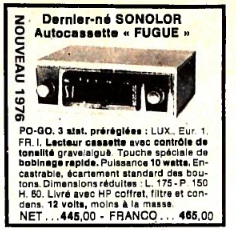 Dernier-né SONOLOR
Autocassette « FUGUE »
NOUVEAU 1976
PO-GO. 3 stat. préréglées : LUX., Eur. 1,
FR. I. Lecteur cassette avec contrôle de
tonalité grave/aiguë. Touche spéciale de
bobinage rapide. Puissance 10 watts. En-
castrable, écartement standard des bou-
tons. Dimensions réduites : L. 175 - P. 150
H. 50. Livré avec HP coffret, filtre et con-
dens. 12 volts, moins à la masse.
NET ... 445,00 - FRANCO ... 465,00